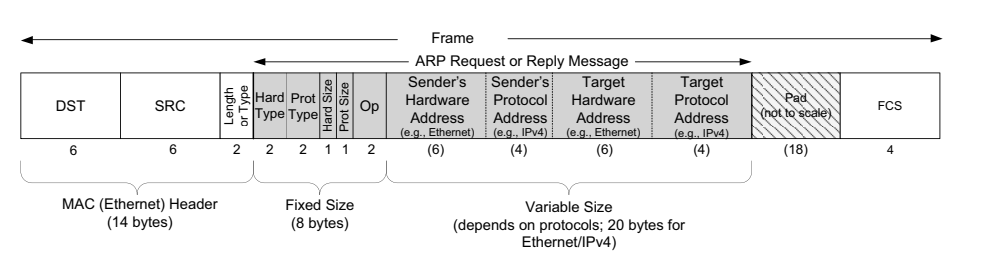 Frame
ARP Request or Reply Message
DST
SRC
Length
or Type
Hard
Type
Prot
Type
Hard Size
Prot Size
Op
Sender's
Hardware
Address
(e.g., Ethernet)
Sender's
Protocol
Address
(e.g., IPv4)
Target
Hardware
Address
(e.g., Ethernet)
Target
Protocol
Address
(e.g., IPv4)
Pad
(not to scale)
FCS
6
6
2
2
2
1
1
2
(6)
(4)
(6)
(4)
(18)
4
MAC (Ethernet) Header
(14 bytes)
Fixed Size
(8 bytes)
Variable Size
(depends on protocols; 20 bytes for
Ethernet/IPv4)